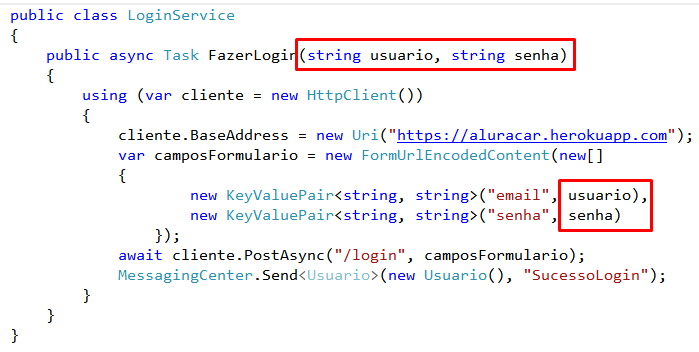 public class LoginService
{
public async Task FazerLogin(string usuario, string senha)
{
using (var cliente = new HttpClient())
{
cliente.BaseAddress = new Uri("https://aluracar.herokuapp.com");
var camposFormulario = new FormUrlEncodedContent(new[]
{
new KeyValuePair<string, string>("email", usuario),
new KeyValuePair<string, string>("senha", senha)
});
await cliente.PostAsync("/login", camposFormulario);
MessagingCenter.Send<Usuario>(new Usuario(), "SucessoLogin");
}
}
}